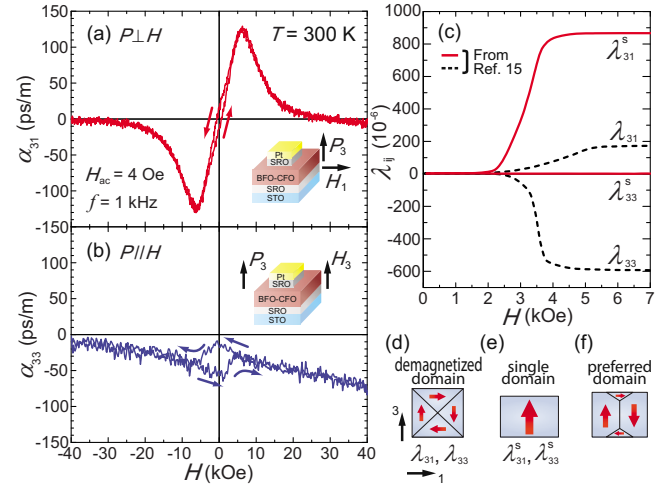 (a) P⊥H T = 300 K
150
100
50
0
-50
-100
-150
α31 (ps/m)
Hac = 4 Oe
f = 1 kHz
Pt
SRO
BFO-CFO
SRO
STO
P3
H1
(b) P//H
50
0
-50
-100
-150
α33 (ps/m)
P3
H3
Pt
SRO
BFO-CFO
SRO
STO
-40 -30 -20 -10 0 10 20 30 40
H (kOe)
(c)
1000
800
600
400
200
0
-200
-400
-600
λij (10-6)
From
Ref. 15
λs31
λ31
λs33
λ33
0 1 2 3 4 5 6 7
H (kOe)
(d) (e) (f)
demagnetized domain
single domain
preferred domain
3
1
λ31, λ33
λs31, λs33